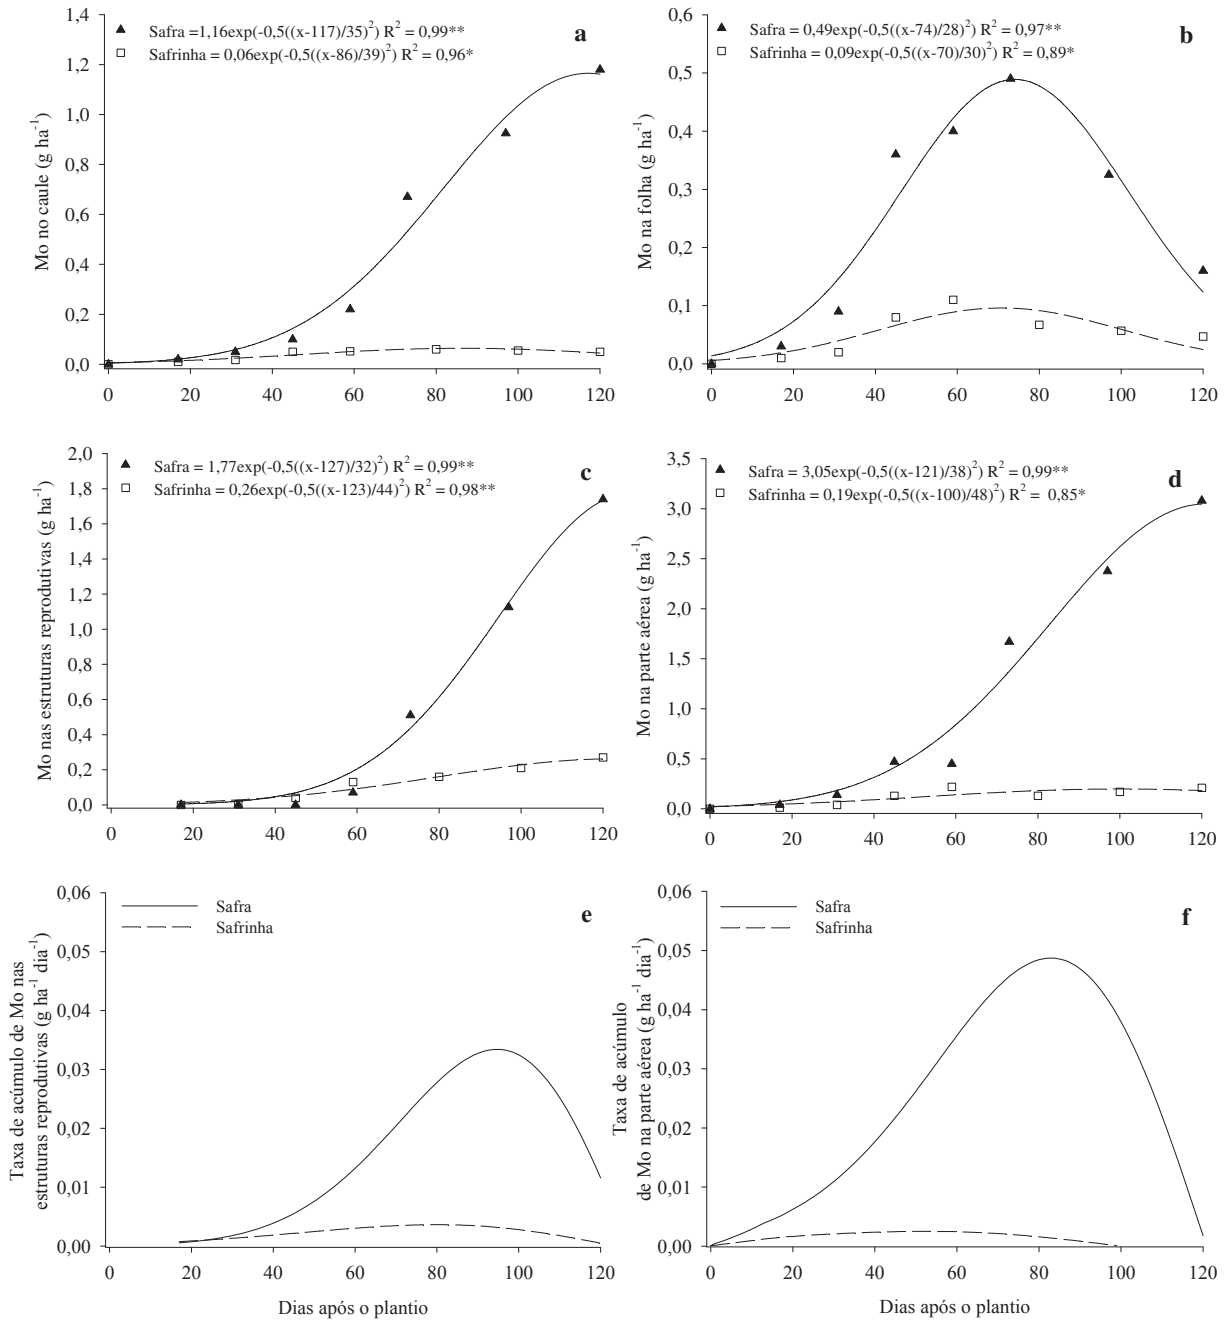 Safra =1,16exp(-0,5((x-117)/35)²) R² = 0,99**
Safrinha = 0,06exp(-0,5((x-86)/39)²) R² = 0,96*
a
Mo no caule (g ha⁻¹)
1,4
1,2
1,0
0,8
0,6
0,4
0,2
0,0
0 20 40 60 80 100 120
Safra = 0,49exp(-0,5((x-74)/28)²) R² = 0,97**
Safrinha = 0,09exp(-0,5((x-70)/30)²) R² = 0,89*
b
Mo na folha (g ha⁻¹)
0,6
0,5
0,4
0,3
0,2
0,1
0,0
0 20 40 60 80 100 120
Safra = 1,77exp(-0,5((x-127)/32)²) R² = 0,99**
Safrinha = 0,26exp(-0,5((x-123)/44)²) R² = 0,98**
c
Mo nas estruturas reprodutivas (g ha⁻¹)
2,0
1,8
1,6
1,4
1,2
1,0
0,8
0,6
0,4
0,2
0,0
0 20 40 60 80 100 120
Safra = 3,05exp(-0,5((x-121)/38)²) R² = 0,99**
Safrinha = 0,19exp(-0,5((x-100)/48)²) R² = 0,85*
d
Mo na parte aérea (g ha⁻¹)
3,5
3,0
2,5
2,0
1,5
1,0
0,5
0,0
0 20 40 60 80 100 120
Safra
Safrinha
e
Taxa de acúmulo de Mo nas
estruturas reprodutivas (g ha⁻¹ dia⁻¹)
0,06
0,05
0,04
0,03
0,02
0,01
0,00
0 20 40 60 80 100 120
Dias após o plantio
Safra
Safrinha
f
Taxa de acúmulo
de Mo na parte aérea (g ha⁻¹ dia⁻¹)
0,06
0,05
0,04
0,03
0,02
0,01
0,00
0 20 40 60 80 100 120
Dias após o plantio